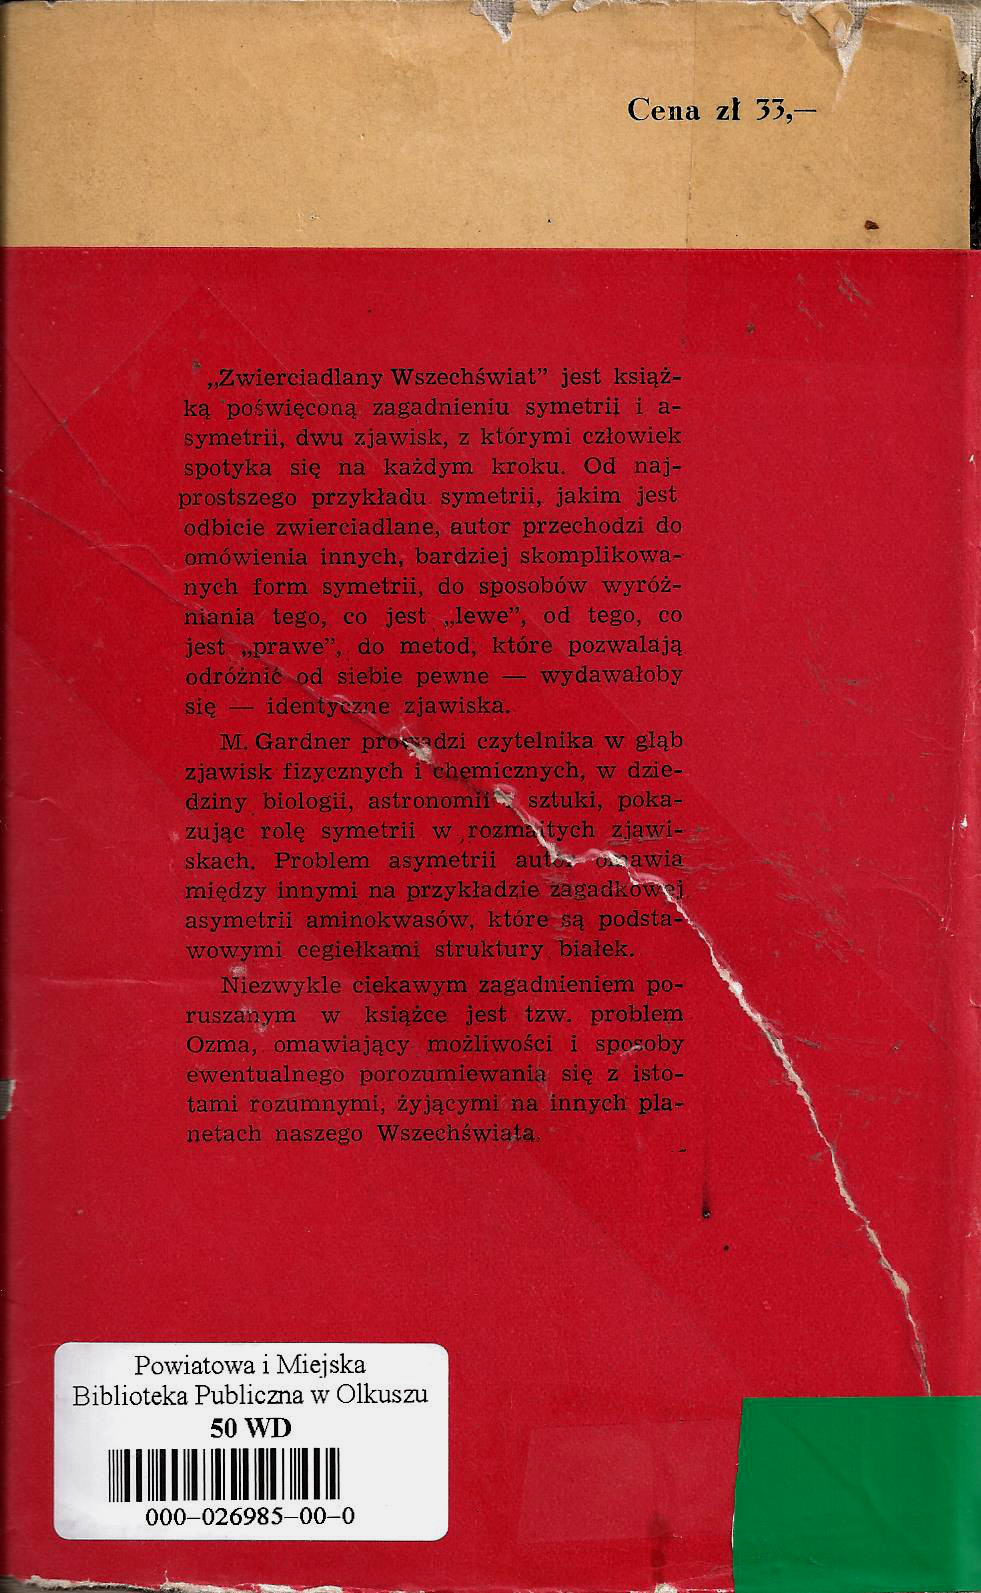 Cena zł 33,—
„Zwierciadlany Wszechświat” jest książ-
ką poświęconą zagadnieniu symetrii i a-
symetrii, dwu zjawisk, z którymi człowiek
spotyka się na każdym kroku. Od naj-
prostszego przykładu symetrii, jakim jest
odbicie zwierciadlane, autor przechodzi do
omówienia innych, bardziej skomplikowa-
nych form symetrii, do sposobów wyróż-
niania tego, co jest „lewe”, od tego, co
jest „prawe”, do metod, które pozwalają
odróżnić od siebie pewne — wydawałoby
się — identyczne zjawiska.
M. Gardner prowadzi czytelnika w głąb
zjawisk fizycznych i chemicznych, w dzie-
dziny biologii, astronomii i sztuki, poka-
zując rolę symetrii w rozmaitych zjawi-
skach. Problem asymetrii autor omawia
między innymi na przykładzie zagadkowej
asymetrii aminokwasów, które są podsta-
wowymi cegiełkami struktury białek.
Niezwykle ciekawym zagadnieniem po-
ruszanym w książce jest tzw. problem
Ozma, omawiający możliwości i sposoby
ewentualnego porozumiewania się z isto-
tami rozumnymi, żyjącymi na innych pla-
netach naszego Wszechświata.
Powiatowa i Miejska
Biblioteka Publiczna w Olkuszu
50 WD
000-026985-00-0